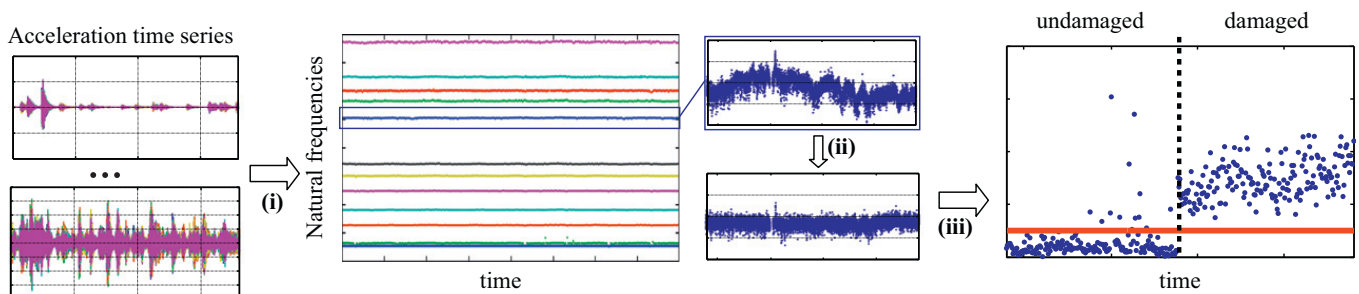 Acceleration time series
(i)
Natural frequencies
time
(ii)
(iii)
undamaged damaged
time